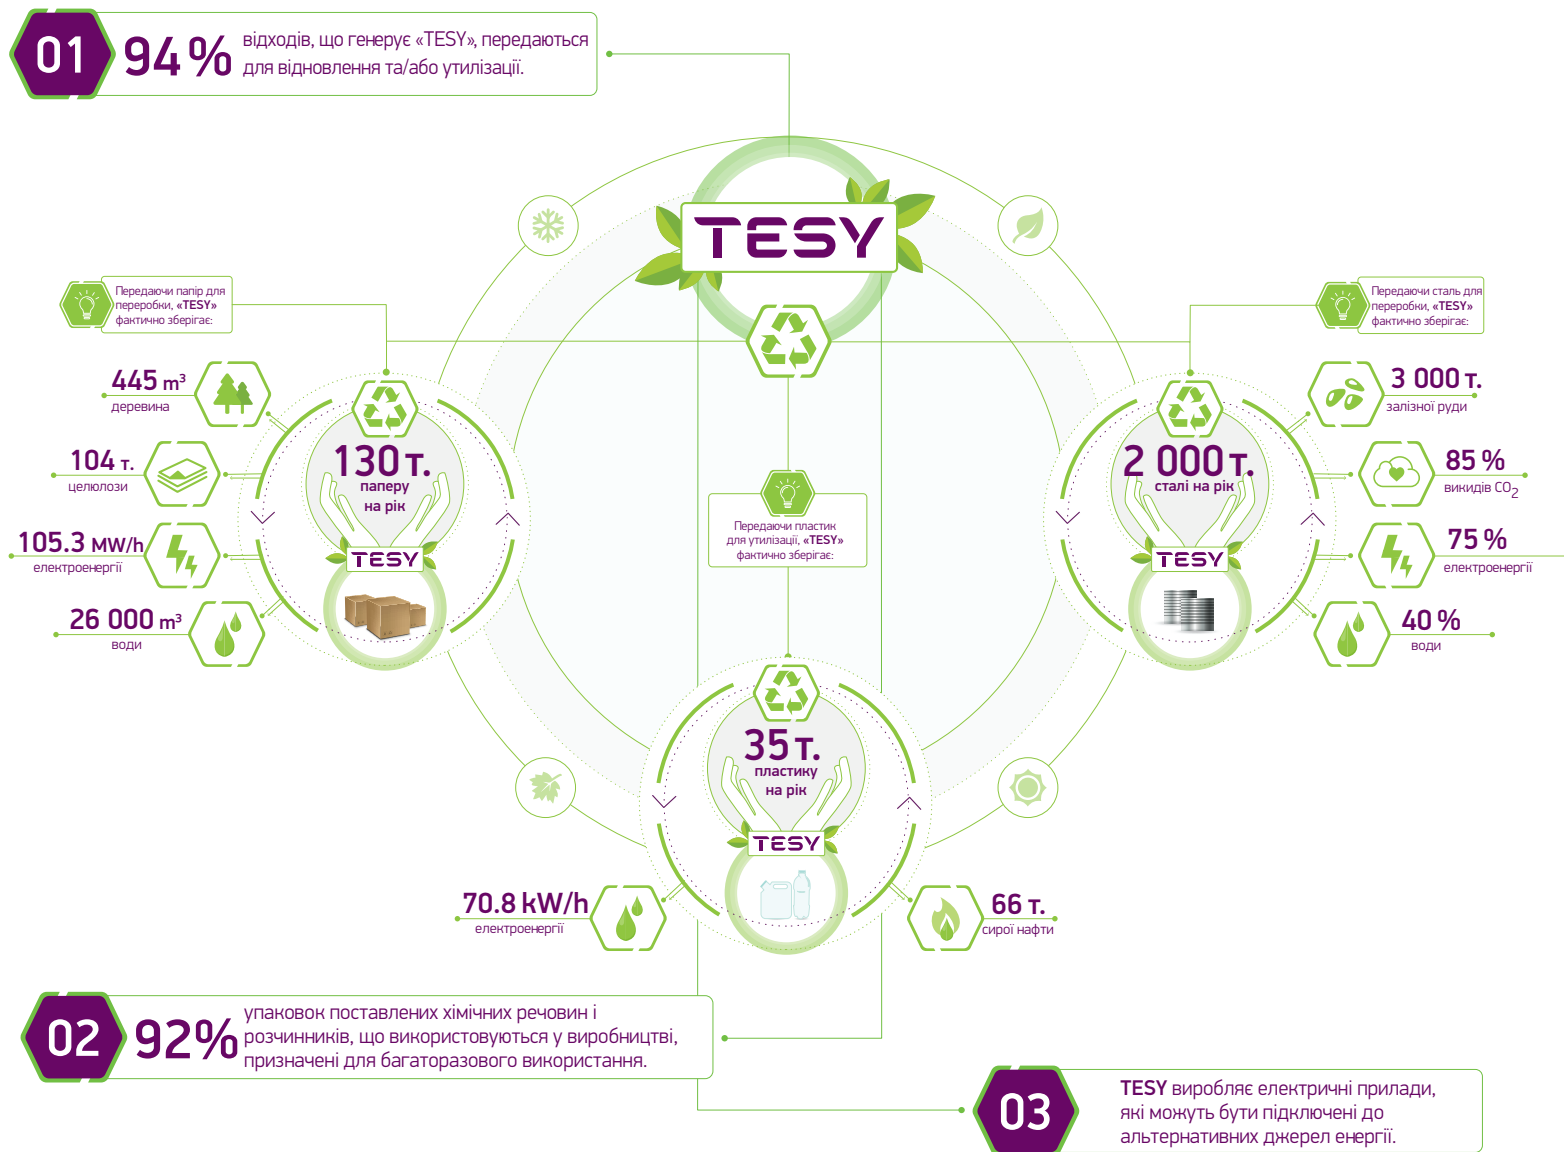 01
94%
відходів, що генерує «TESY», передаються
для відновлення та/або утилізації.
TESY
Передаючи папір для
переробки, «TESY»
фактично зберігає:
445 m³
деревина
104 т.
целюлози
105.3 MW/h
електроенергії
26 000 m³
води
130 т.
паперу
на рік
TESY
Передаючи пластик
для утилізації, «TESY»
фактично зберігає:
35 т.
пластику
на рік
TESY
70.8 kW/h
електроенергії
66 т.
сирої нафти
Передаючи сталь для
переробки, «TESY»
фактично зберігає:
2 000 т.
сталі на рік
TESY
3 000 т.
залізної руди
85 %
викидів CO₂
75 %
електроенергії
40 %
води
02
92%
упаковок поставлених хімічних речовин і
розчинників, що використовуються у виробництві,
призначені для багаторазового використання.
03
TESY виробляє електричні прилади,
які можуть бути підключені до
альтернативних джерел енергії.